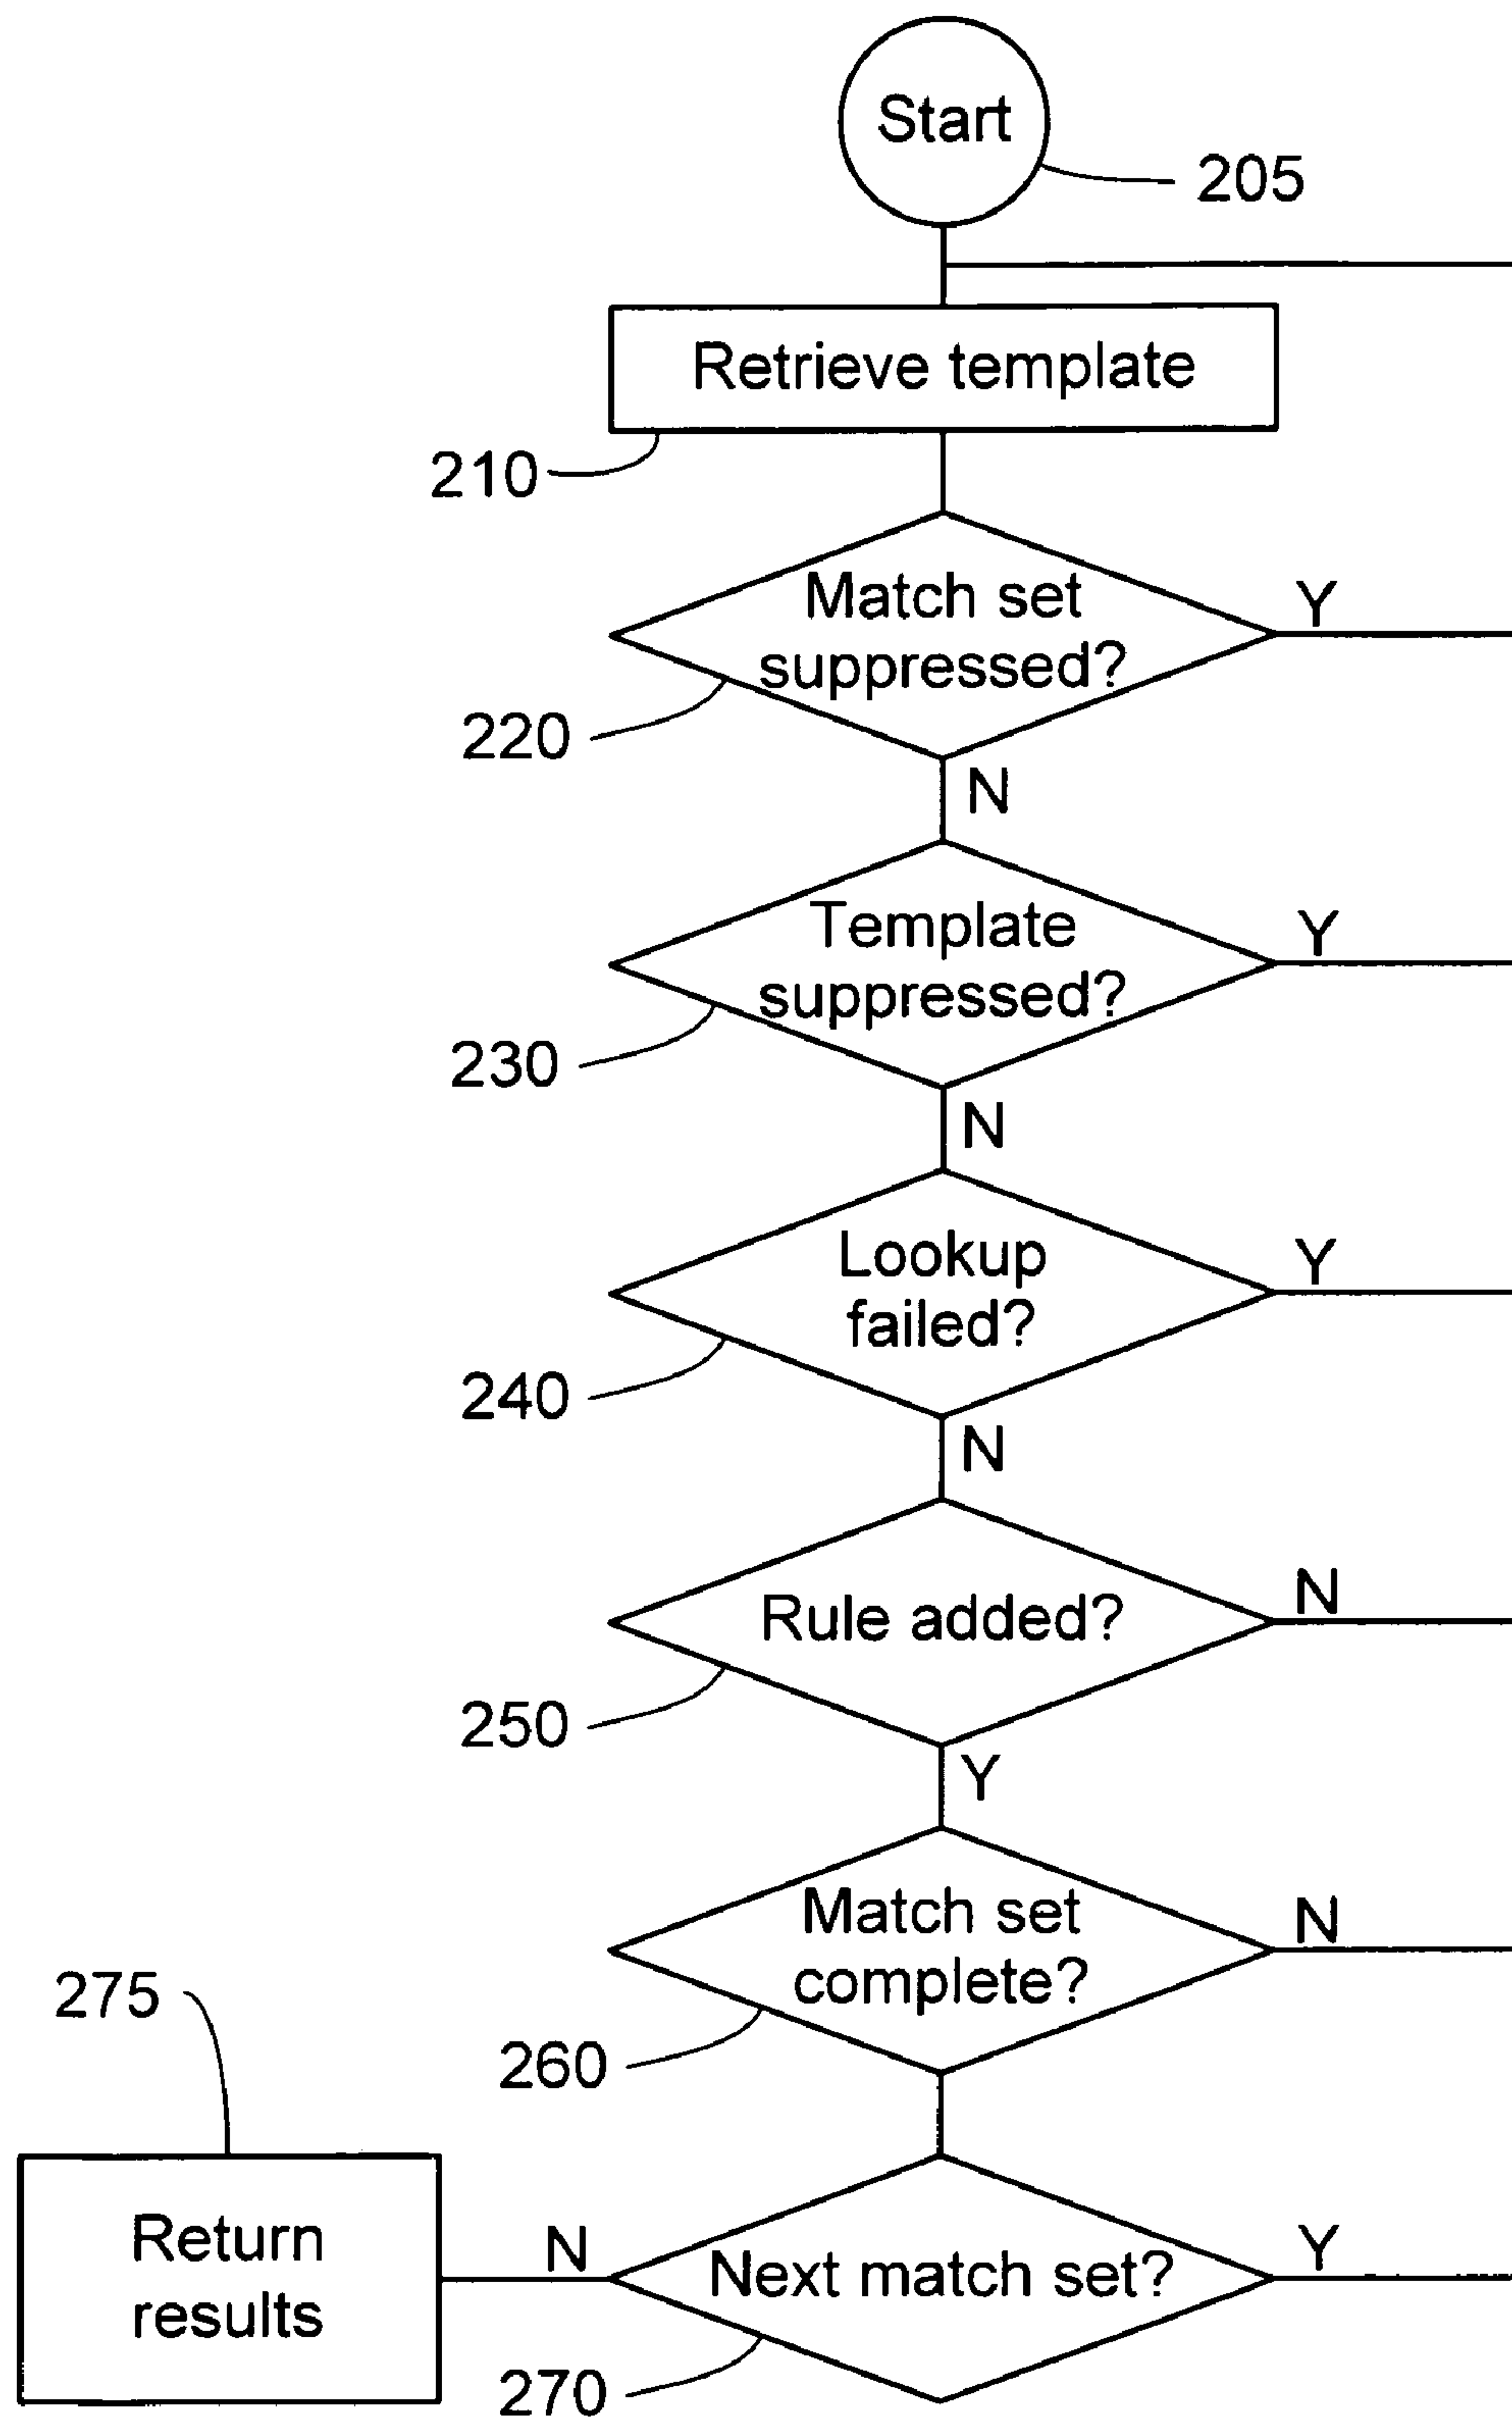 Start
205
Retrieve template
210
Match set
suppressed?
Y
220
N
Template
suppressed?
Y
230
N
Lookup
failed?
Y
240
N
Rule added?
N
250
Y
Match set
complete?
N
260
275
Return
results
N
Next match set?
Y
270